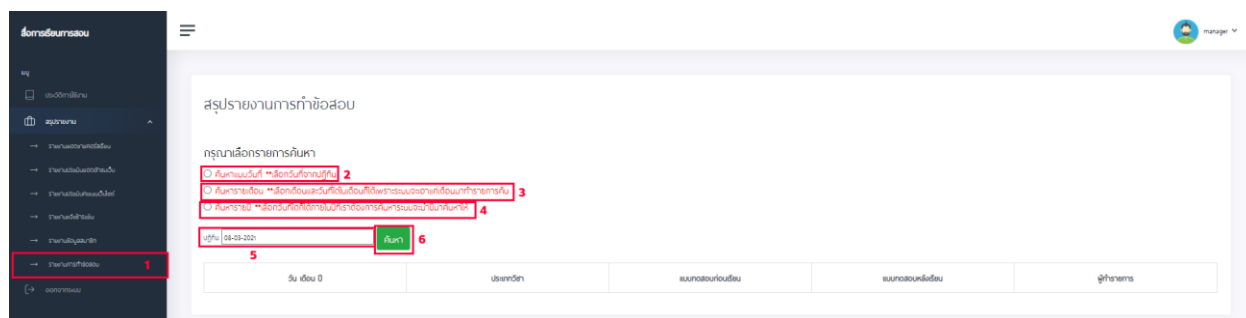 สื่อการเรียนการสอน
manager
เมนู
ประวัติการใช้งาน
สรุปรายงาน
สรุปรายงานการทำข้อสอบ
กรุณาเลือกรายการค้นหา
ค้นหาแบบวันที่ **เลือกวันที่จากปฏิทิน 2
ค้นหารายเดือน **เลือกเดือนและวันที่ใดในเดือนก็ได้เพราะระบบจะเอาแค่เดือนมาทำรายการค้น 3
ค้นหารายปี **เลือกวันที่ใดก็ได้ภายในปีที่เราต้องการค้นหาระบบจะนำปีมาค้นหาให้ 4
รายงานข้อมูลสมาชิก
ปฏิทิน 08-03-2021 ค้นหา 6
5
รายงานการทำข้อสอบ 1
ออกจากระบบ
วัน เดือน ปี ประเภทวิชา แบบทดสอบก่อนเรียน แบบทดสอบหลังเรียน ผู้ทำรายการ